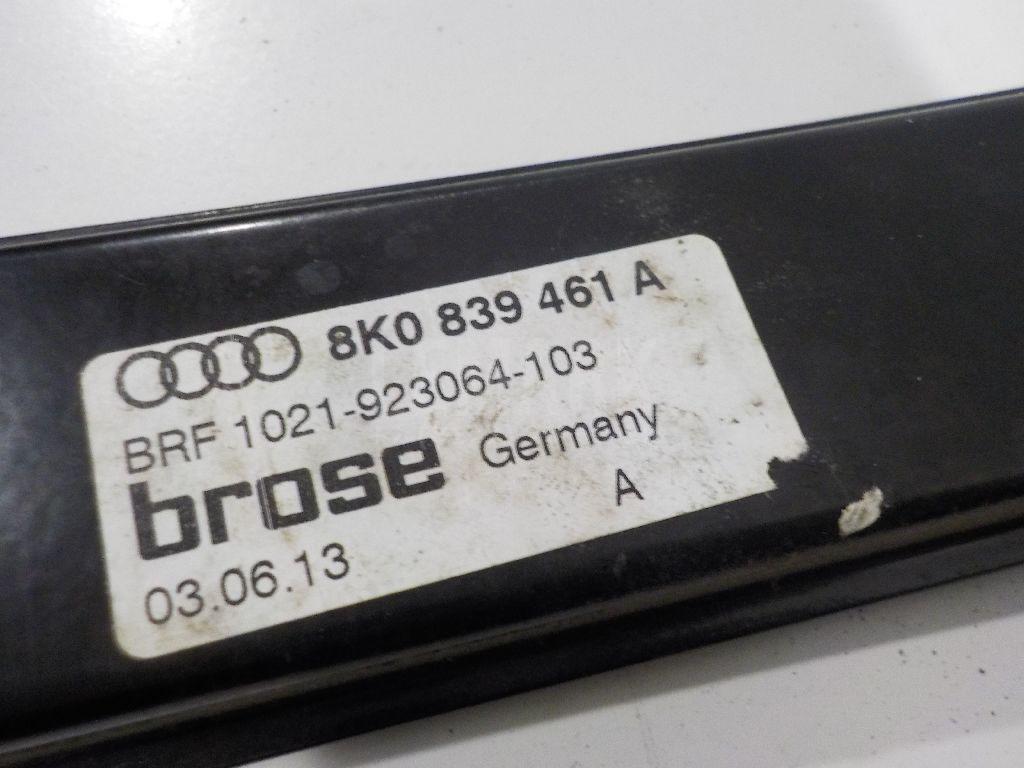 8K0 839 461 A
BRF 1021-923064-103
brose Germany
03.06.13 A